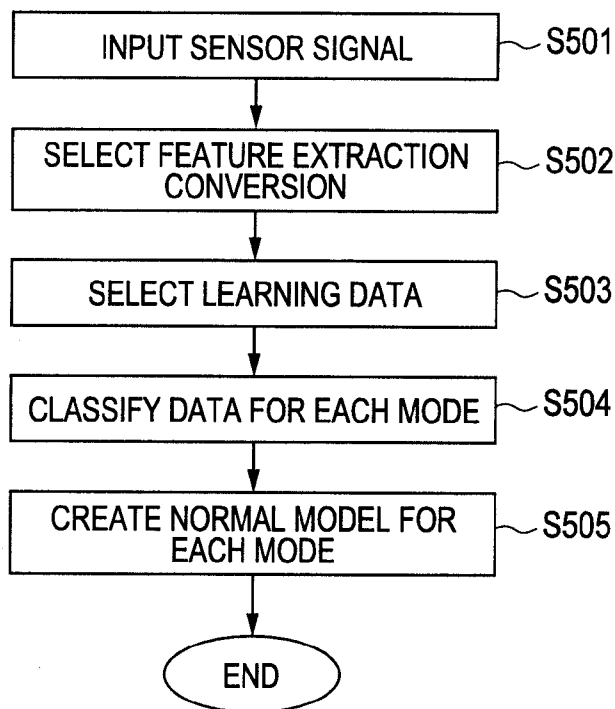 INPUT SENSOR SIGNAL S501
SELECT FEATURE EXTRACTION
CONVERSION S502
SELECT LEARNING DATA S503
CLASSIFY DATA FOR EACH MODE S504
CREATE NORMAL MODEL FOR
EACH MODE S505
END